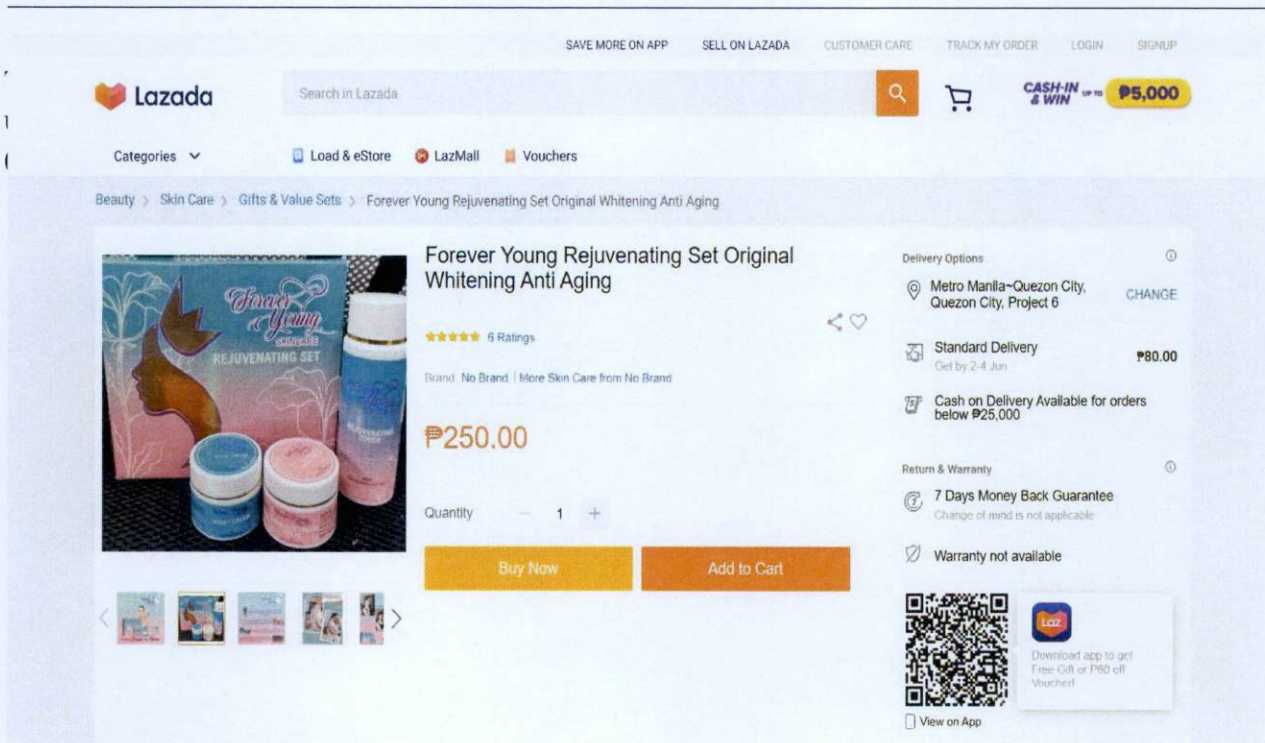 SAVE MORE ON APP SELL ON LAZADA CUSTOMER CARE TRACK MY ORDER LOGIN SIGNUP
Lazada
Search in Lazada
CASH-IN & WIN UP TO ₱5,000
Categories
Load & eStore LazMall Vouchers
Beauty > Skin Care > Gifts & Value Sets > Forever Young Rejuvenating Set Original Whitening Anti Aging
Forever
Young
SKINCARE
REJUVENATING SET
REJUVENATING
TONER
Forever Young Rejuvenating Set Original
Whitening Anti Aging
6 Ratings
Brand: No Brand | More Skin Care from No Brand
₱250.00
Quantity 1 +
Buy Now Add to Cart
Delivery Options
Metro Manila~Quezon City,
Quezon City, Project 6
CHANGE
Standard Delivery ₱80.00
Get by 2-4 Jun
Cash on Delivery Available for orders
below ₱25,000
Return & Warranty
7 Days Money Back Guarantee
Change of mind is not applicable
Warranty not available
Laz
Download app to get
Free Gift or ₱80 off
Voucher!
View on App